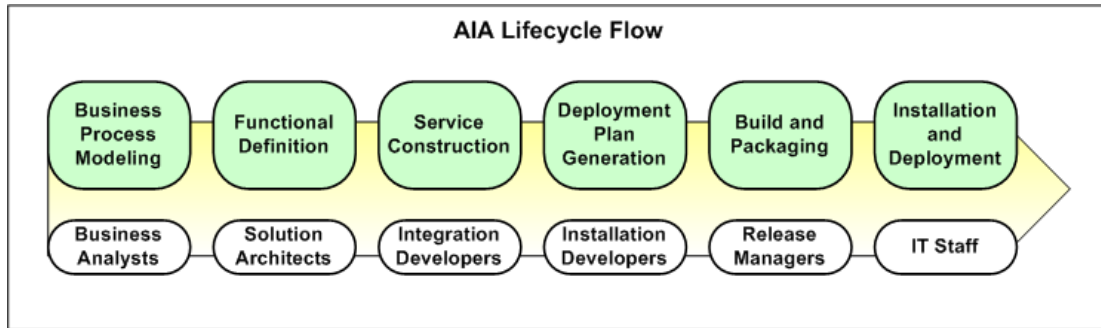 AIA Lifecycle Flow
Business
Process
Modeling
Functional
Definition
Service
Construction
Deployment
Plan
Generation
Build and
Packaging
Installation
and
Deployment
Business
Analysts
Solution
Architects
Integration
Developers
Installation
Developers
Release
Managers
IT Staff